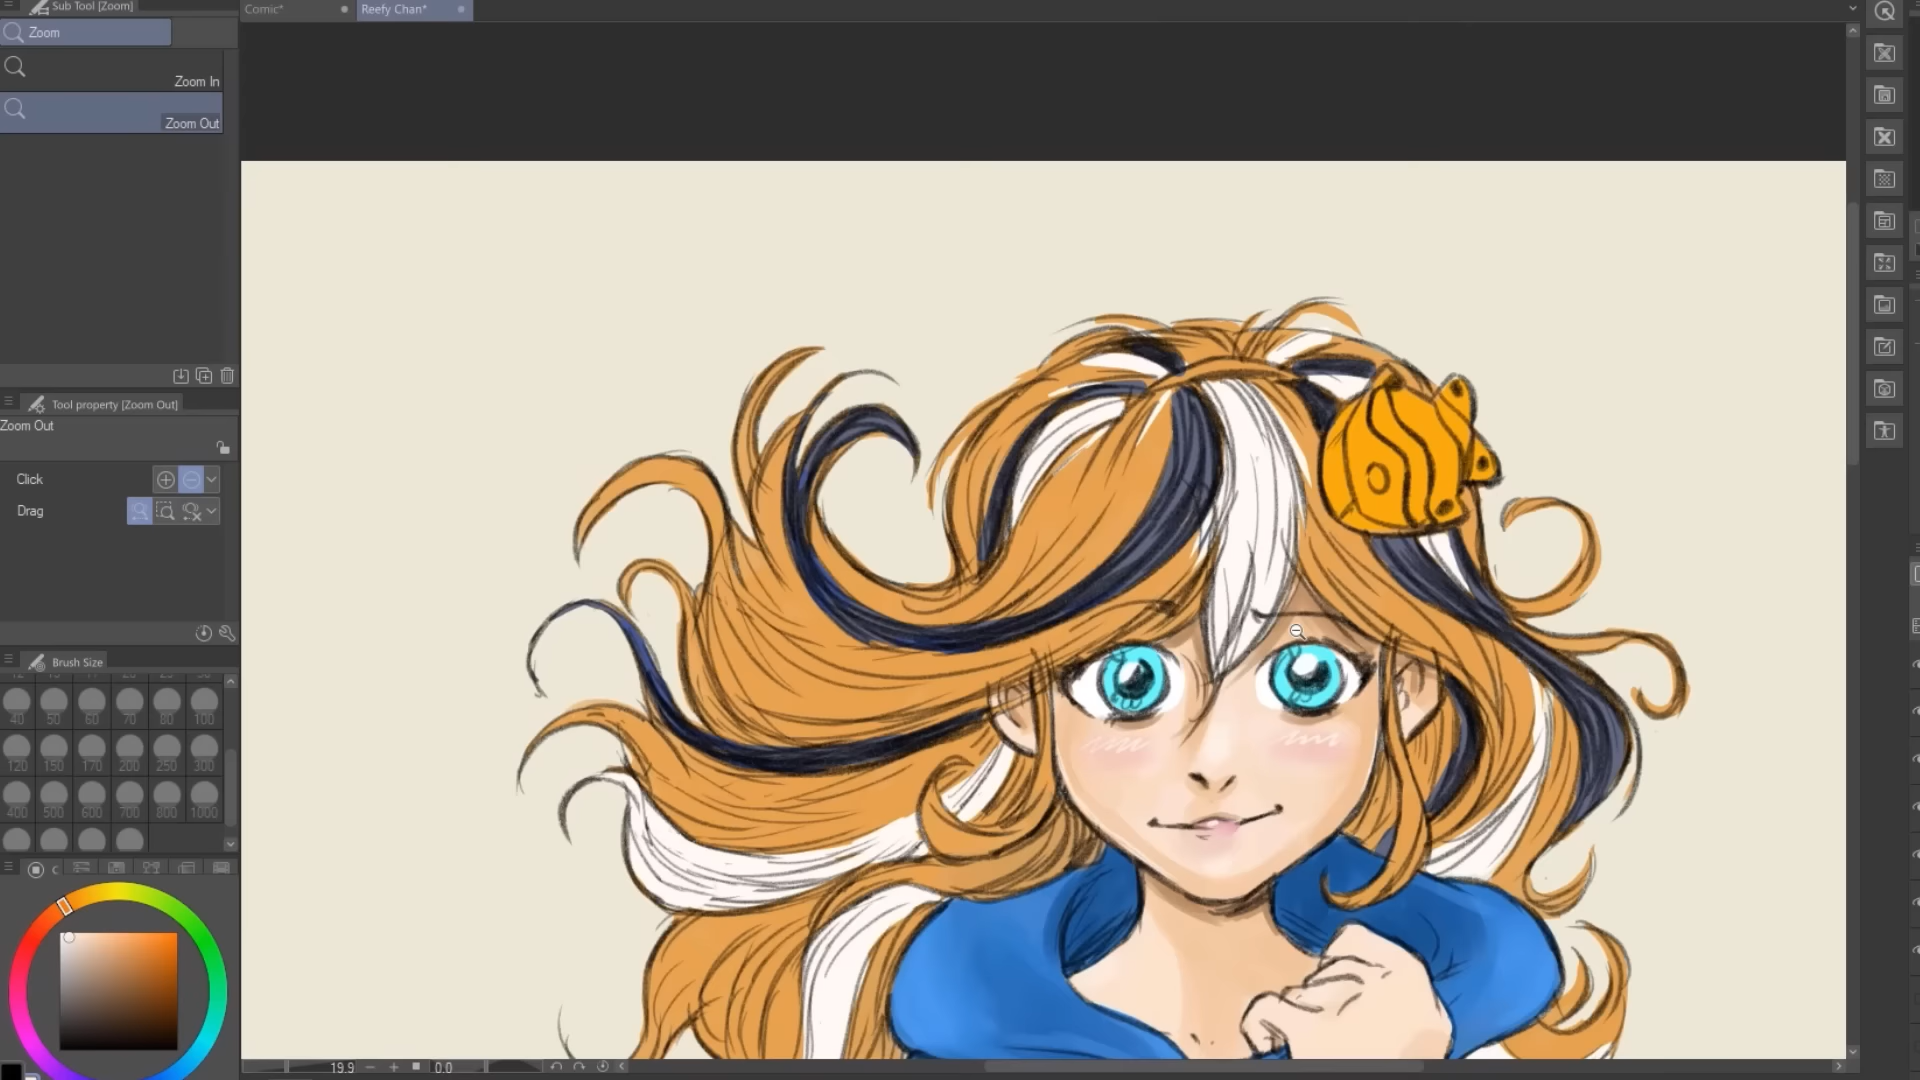 Sub Tool [Zoom]
Comic*
Reefy Chan*
Zoom
Zoom In
Zoom Out
Tool property [Zoom Out]
Zoom Out
Click
Drag
Brush Size
40 50 60 70 80 100
120 150 170 200 250 300
400 500 600 700 800 1000
19.9
0.0